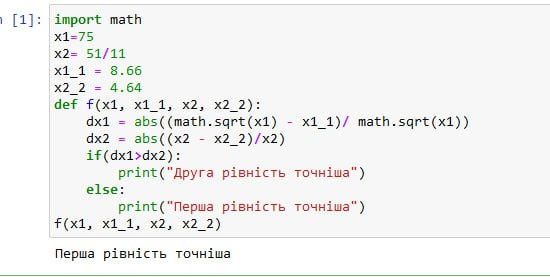 [1]:
import math
x1=75
x2= 51/11
x1_1 = 8.66
x2_2 = 4.64
def f(x1, x1_1, x2, x2_2):
    dx1 = abs((math.sqrt(x1) - x1_1)/ math.sqrt(x1))
    dx2 = abs((x2 - x2_2)/x2)
    if(dx1>dx2):
        print("Друга рівність точніша")
    else:
        print("Перша рівність точніша")
f(x1, x1_1, x2, x2_2)
Перша рівність точніша